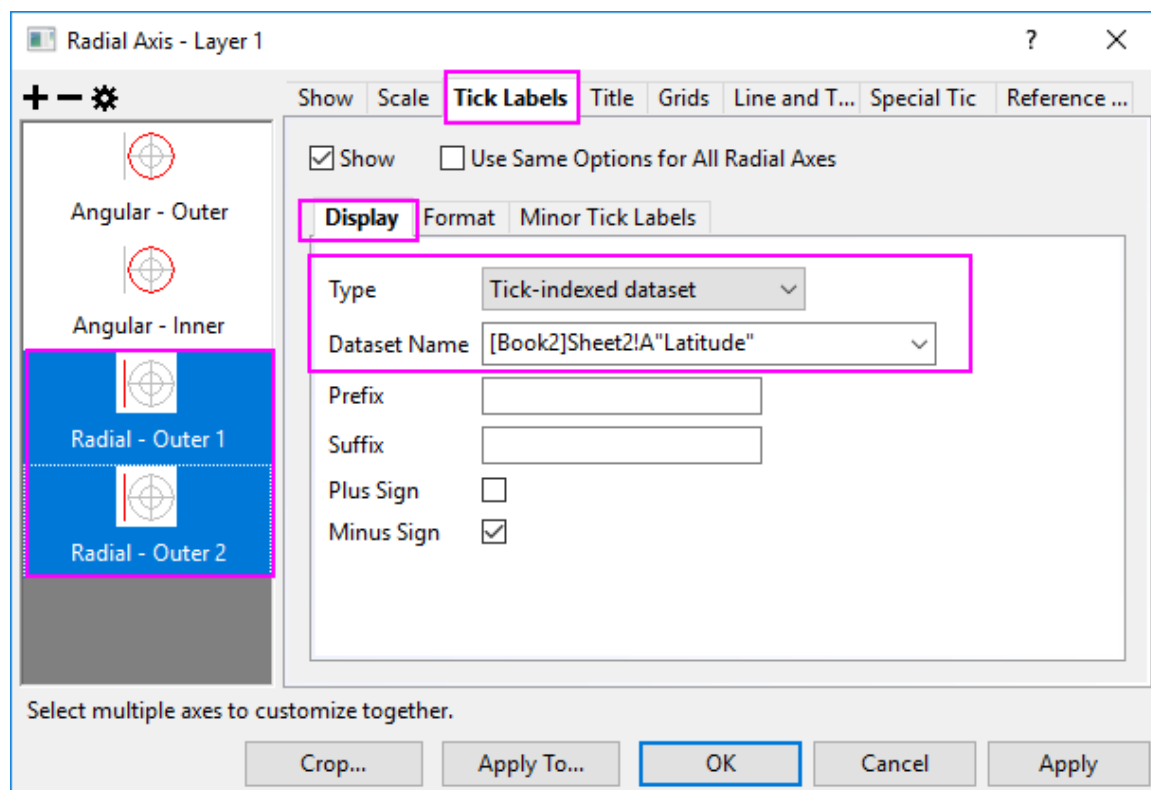 Radial Axis - Layer 1
Show Scale Tick Labels Title Grids Line and T... Special Tic Reference ...
Show Use Same Options for All Radial Axes
Angular - Outer
Display Format Minor Tick Labels
Type Tick-indexed dataset
Angular - Inner
Dataset Name [Book2]Sheet2!A"Latitude"
Prefix
Radial - Outer 1
Suffix
Plus Sign
Minus Sign
Radial - Outer 2
Select multiple axes to customize together.
Crop... Apply To... OK Cancel Apply